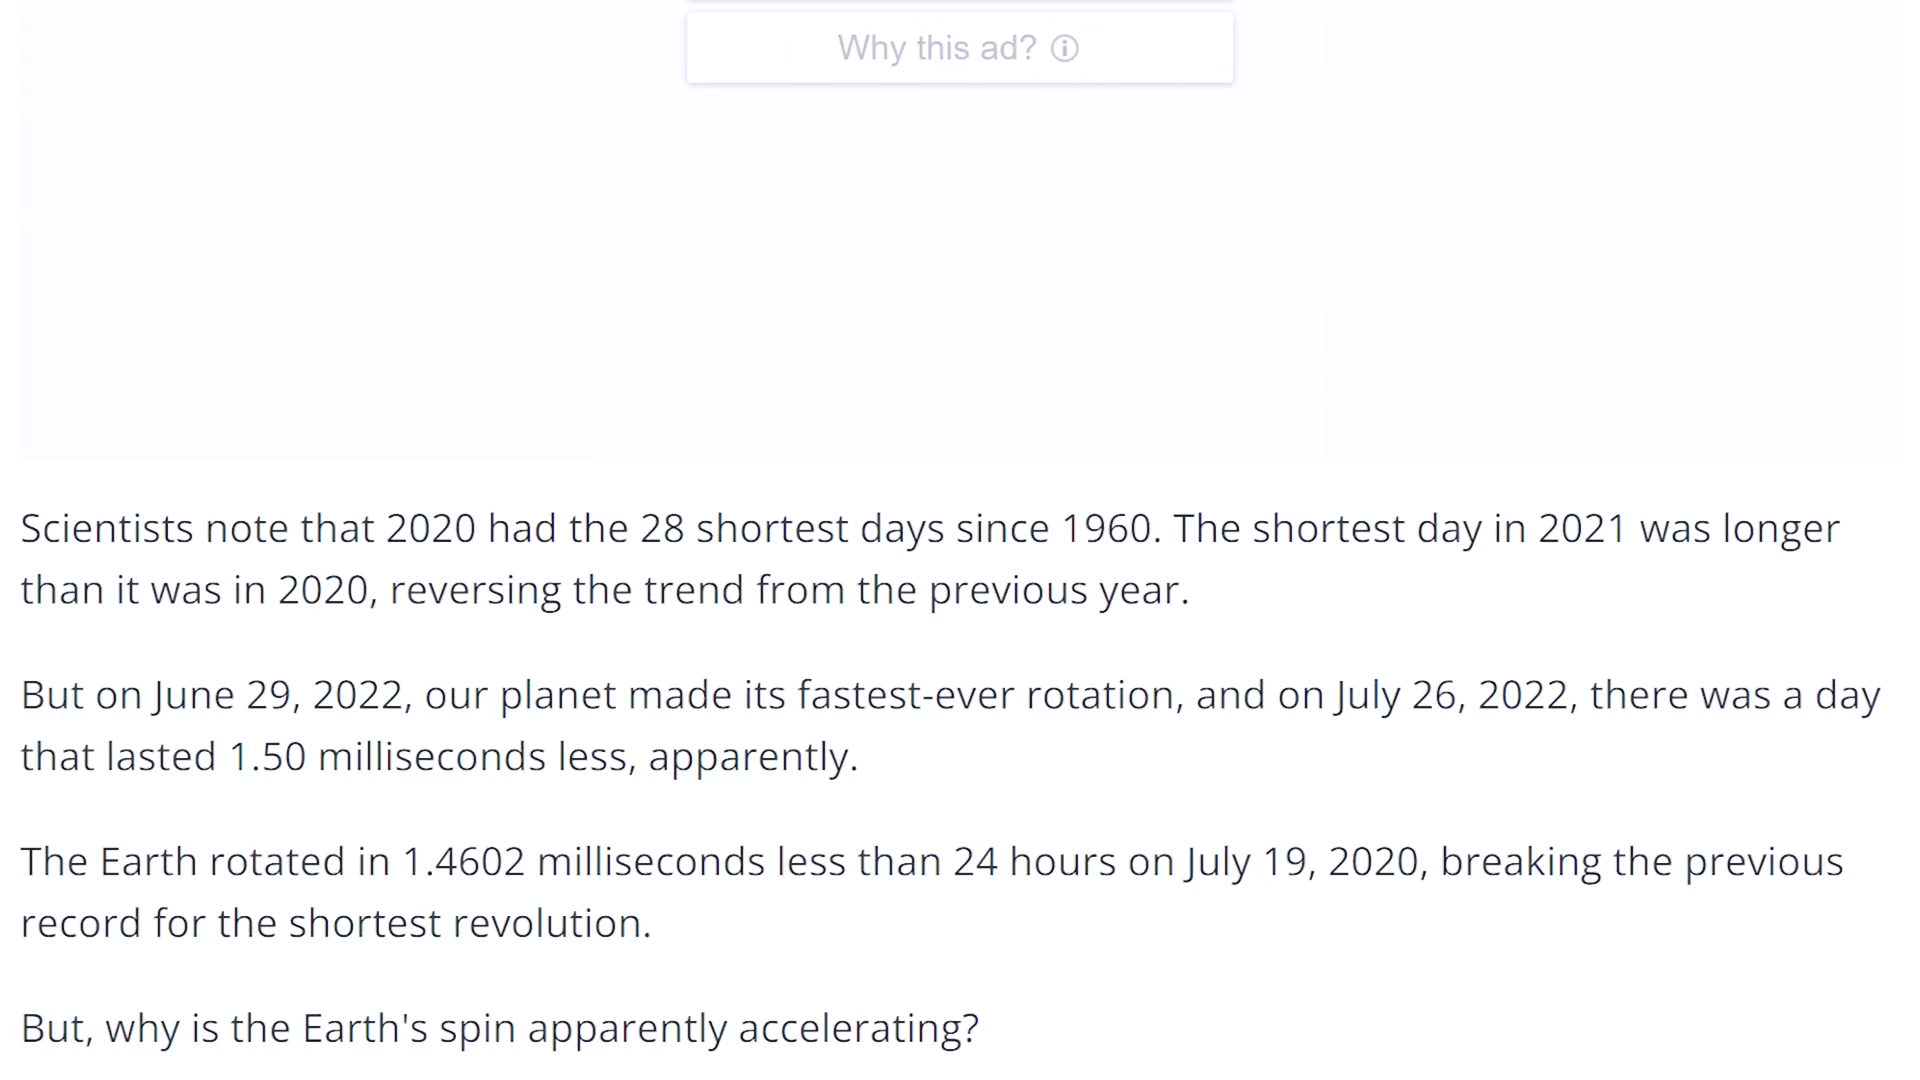 Why this ad?
Scientists note that 2020 had the 28 shortest days since 1960. The shortest day in 2021 was longer
than it was in 2020, reversing the trend from the previous year.
But on June 29, 2022, our planet made its fastest-ever rotation, and on July 26, 2022, there was a day
that lasted 1.50 milliseconds less, apparently.
The Earth rotated in 1.4602 milliseconds less than 24 hours on July 19, 2020, breaking the previous
record for the shortest revolution.
But, why is the Earth's spin apparently accelerating?